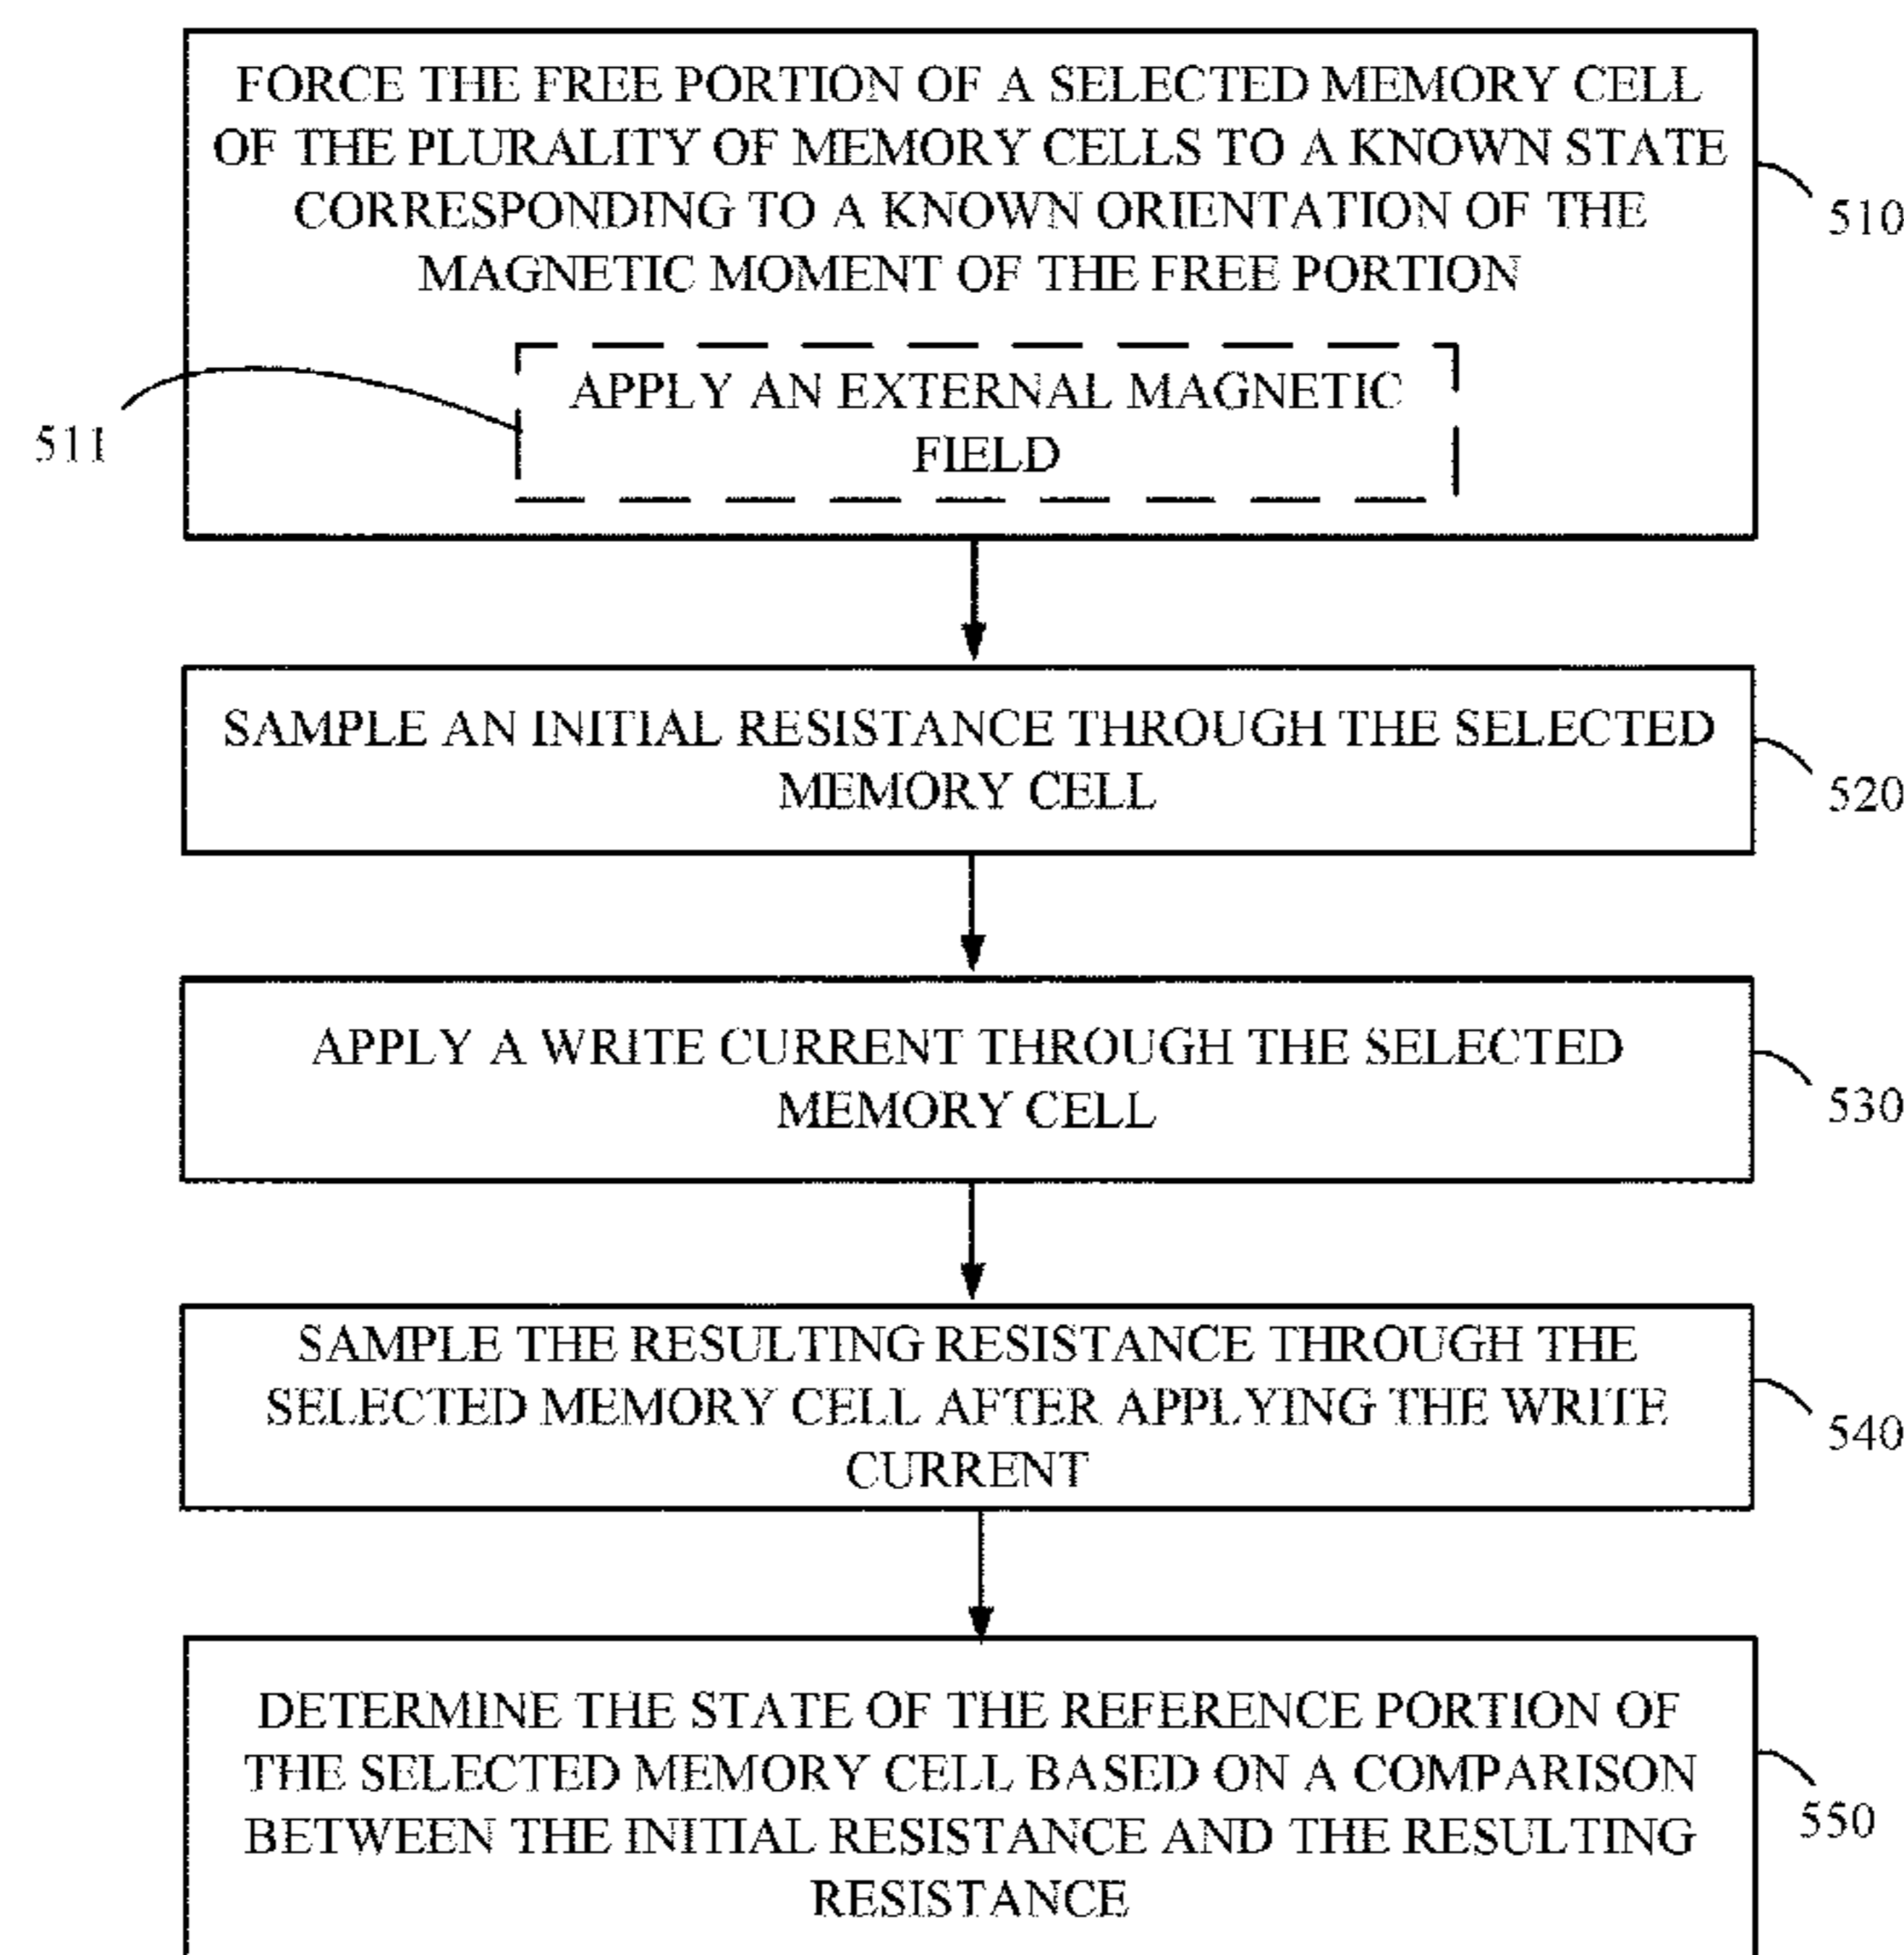 FORCE THE FREE PORTION OF A SELECTED MEMORY CELL
OF THE PLURALITY OF MEMORY CELLS TO A KNOWN STATE
CORRESPONDING TO A KNOWN ORIENTATION OF THE
MAGNETIC MOMENT OF THE FREE PORTION
510
APPLY AN EXTERNAL MAGNETIC
FIELD
511
SAMPLE AN INITIAL RESISTANCE THROUGH THE SELECTED
MEMORY CELL
520
APPLY A WRITE CURRENT THROUGH THE SELECTED
MEMORY CELL
530
SAMPLE THE RESULTING RESISTANCE THROUGH THE
SELECTED MEMORY CELL AFTER APPLYING THE WRITE
CURRENT
540
DETERMINE THE STATE OF THE REFERENCE PORTION OF
THE SELECTED MEMORY CELL BASED ON A COMPARISON
BETWEEN THE INITIAL RESISTANCE AND THE RESULTING
RESISTANCE
550